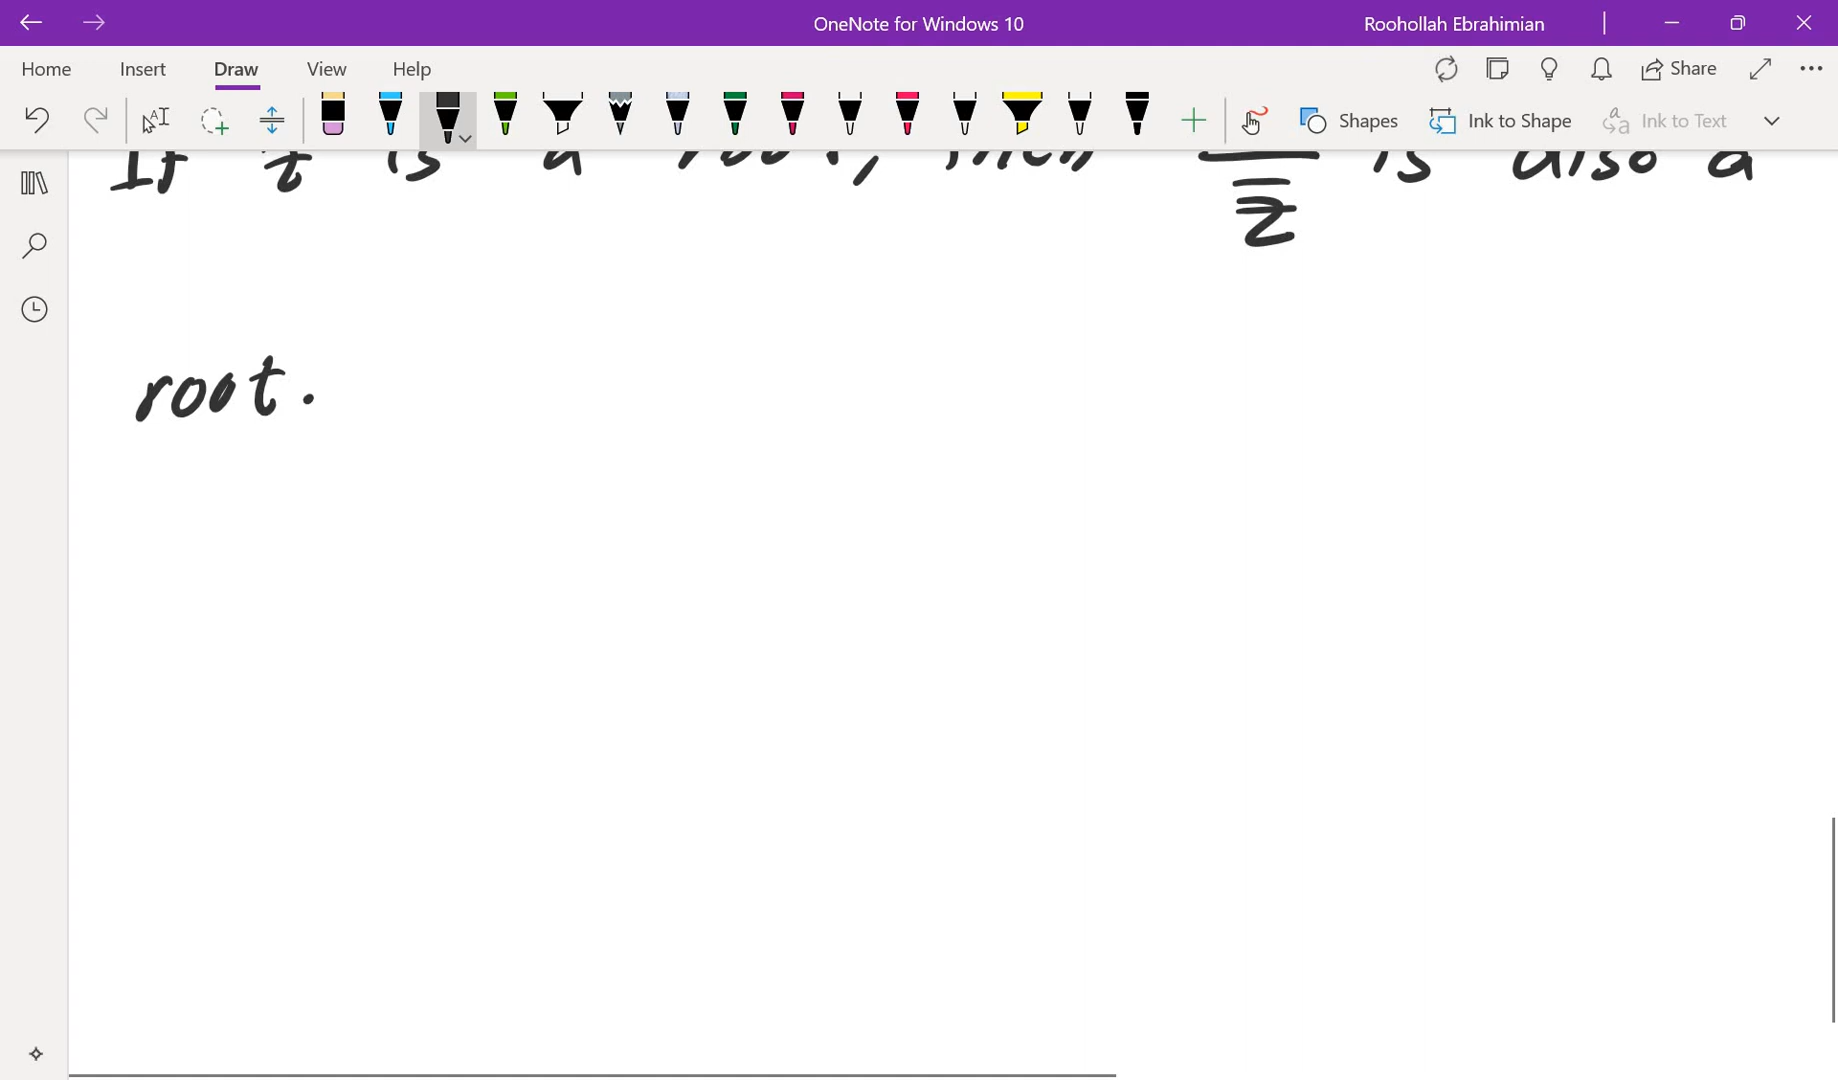 OneNote for Windows 10
Roohollah Ebrahimian
Home Insert Draw View Help
Share
Shapes Ink to Shape Ink to Text
If z is a root, then is also a
z
root.